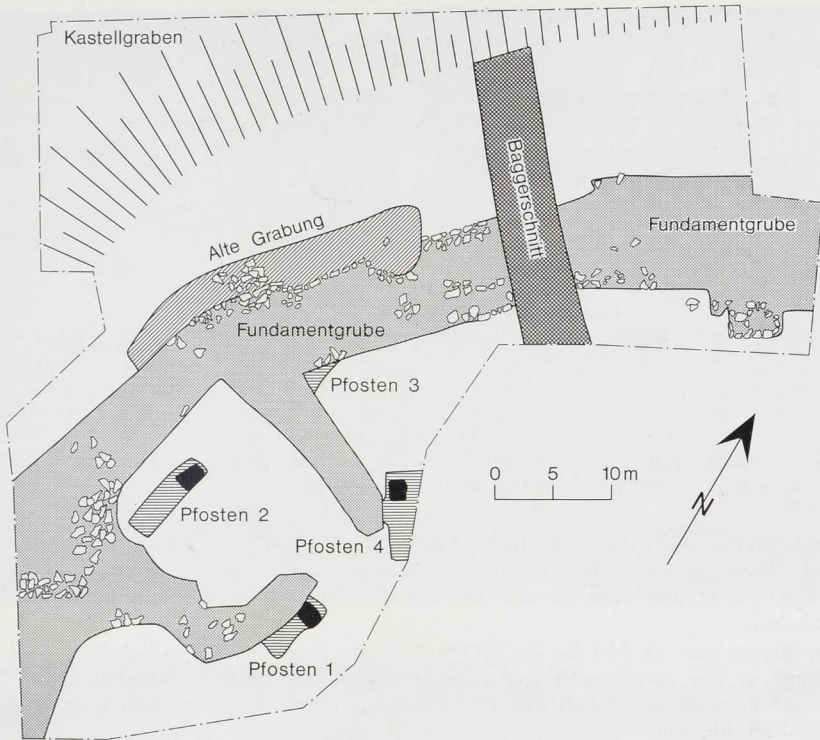 Kastellgraben
Baggerschnitt
Alte Grabung
Fundamentgrube
Fundamentgrube
Pfosten 3
0 5 10 m
Pfosten 2
N
Pfosten 4
Pfosten 1